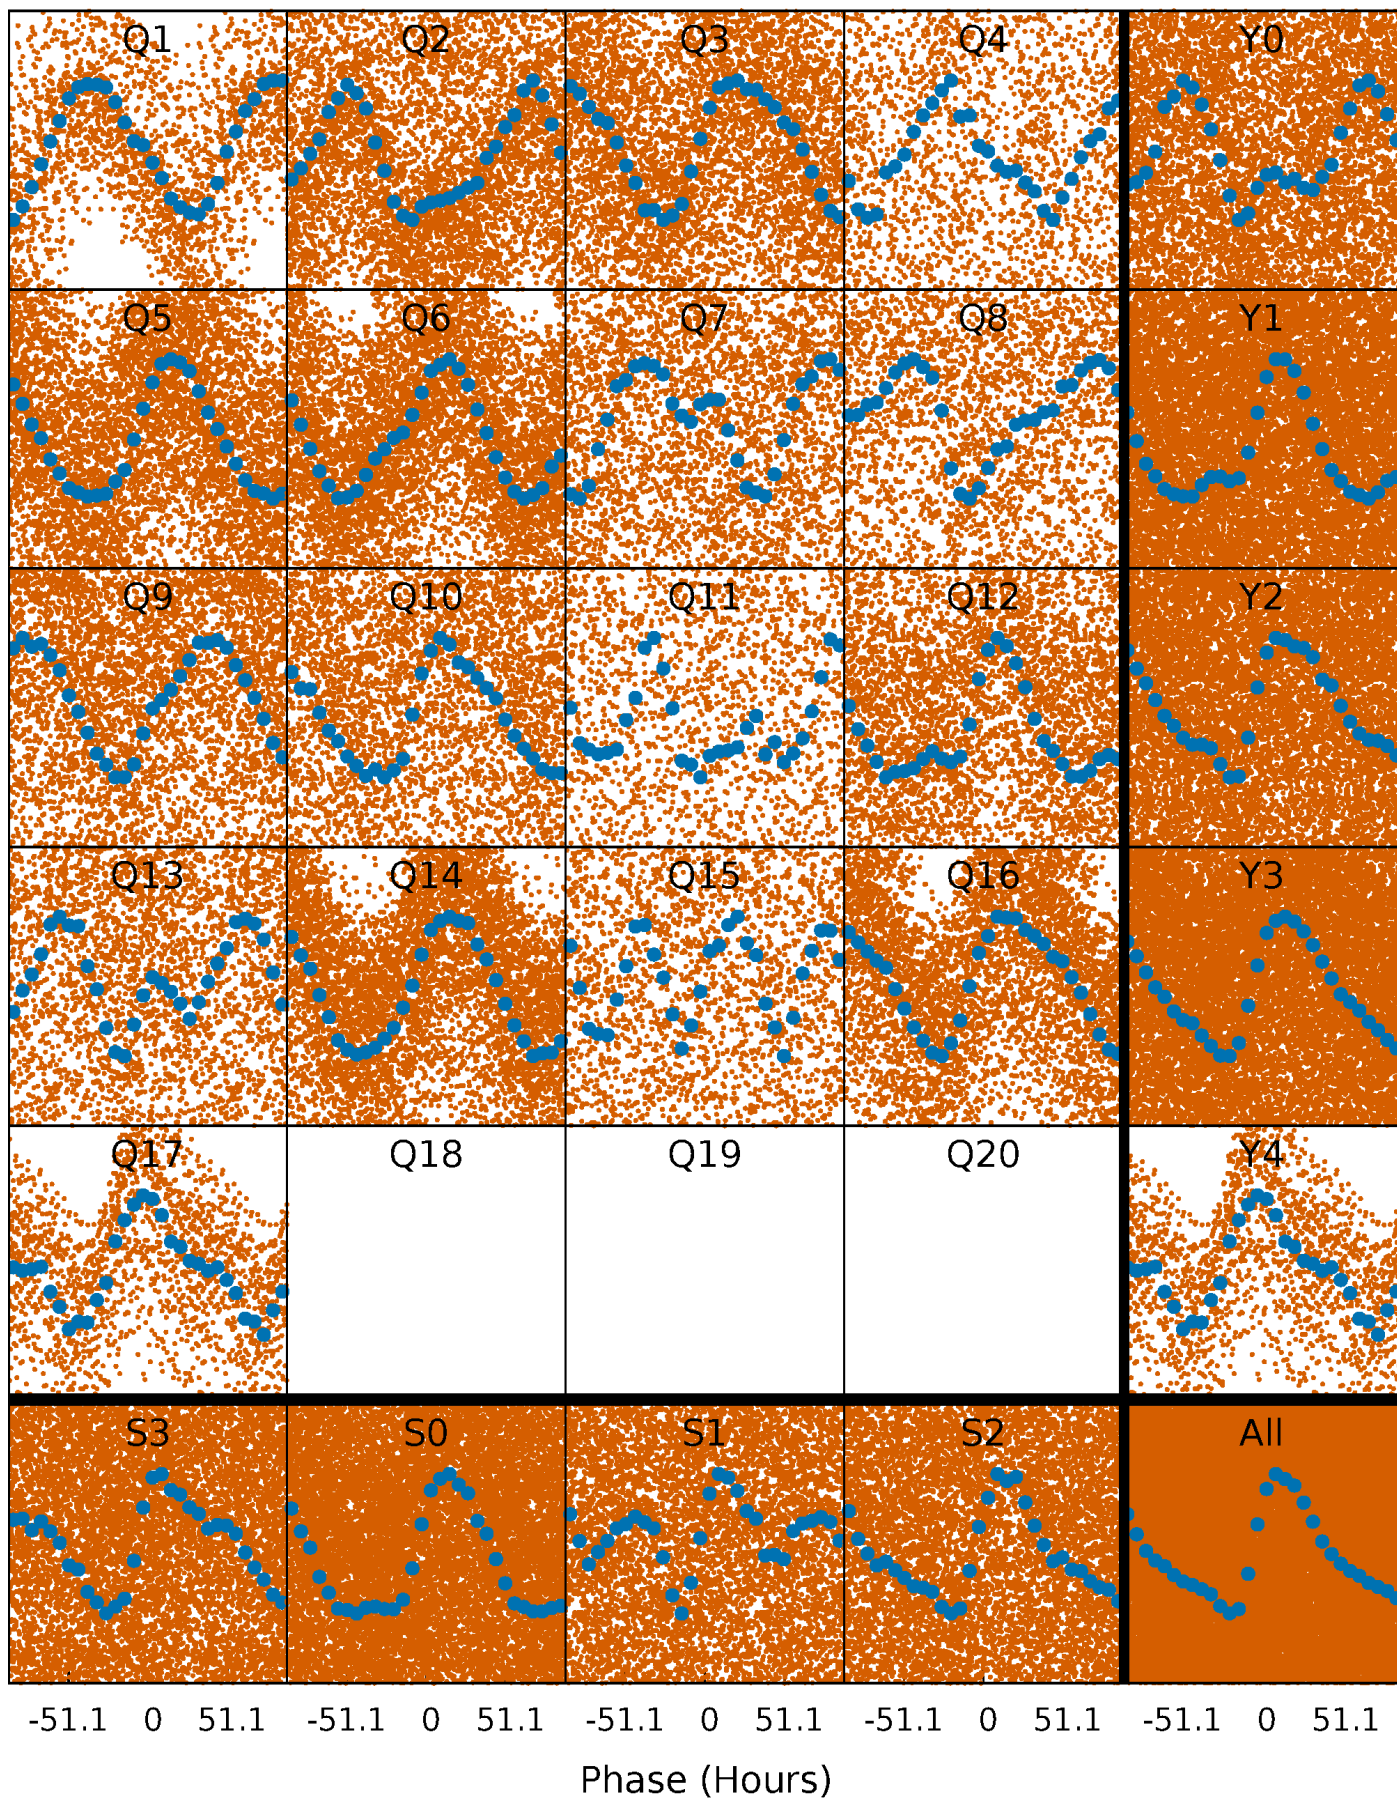 Q1 Q2 Q3 Q4 Y0
Q5 Q6 Q7 Q8 Y1
Q9 Q10 Q11 Q12 Y2
Q13 Q14 Q15 Q16 Y3
Q17 Q18 Q19 Q20 Y4
S3 S0 S1 S2 All
-51.1 0 51.1 -51.1 0 51.1 -51.1 0 51.1 -51.1 0 51.1 -51.1 0 51.1
Phase (Hours)